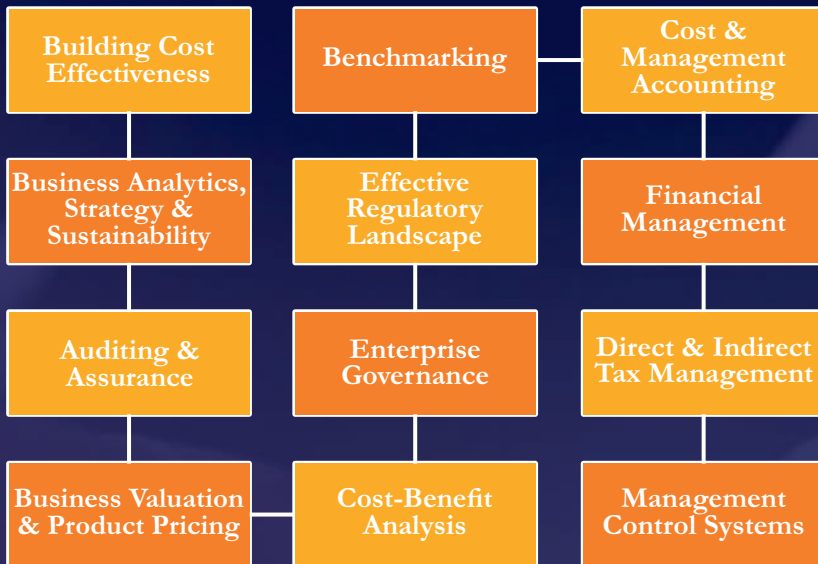 Building Cost
Effectiveness
Business Analytics,
Strategy &
Sustainability
Auditing &
Assurance
Business Valuation
& Product Pricing
Cost-Benefit
Analysis
Enterprise
Governance
Effective
Regulatory
Landscape
Benchmarking
Cost &
Management
Accounting
Financial
Management
Direct & Indirect
Tax Management
Management
Control Systems